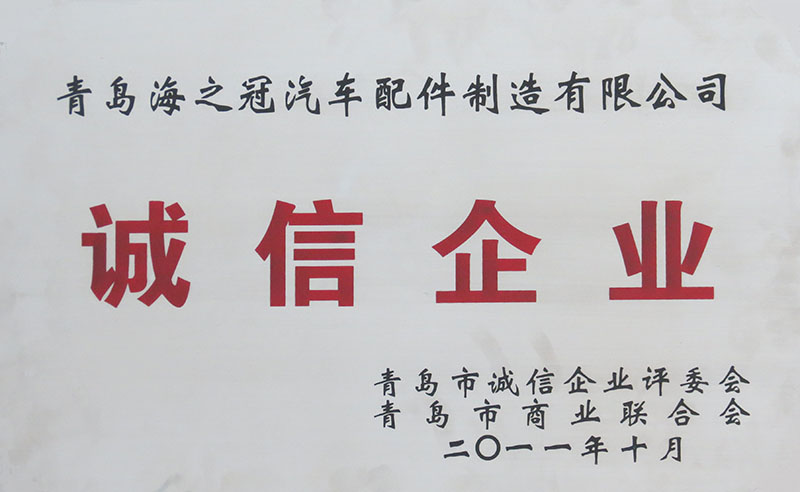 青岛海之冠汽车配件制造有限公司
诚信企业
青岛市诚信企业评委会
青岛市商业联合会
二〇一一年十月